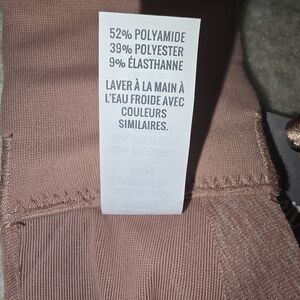 52% POLYAMIDE
39% POLYESTER
9% ÉLASTHANNE
LAVER À LA MAIN À
L'EAU FROIDE AVEC
COULEURS
SIMILAIRES.